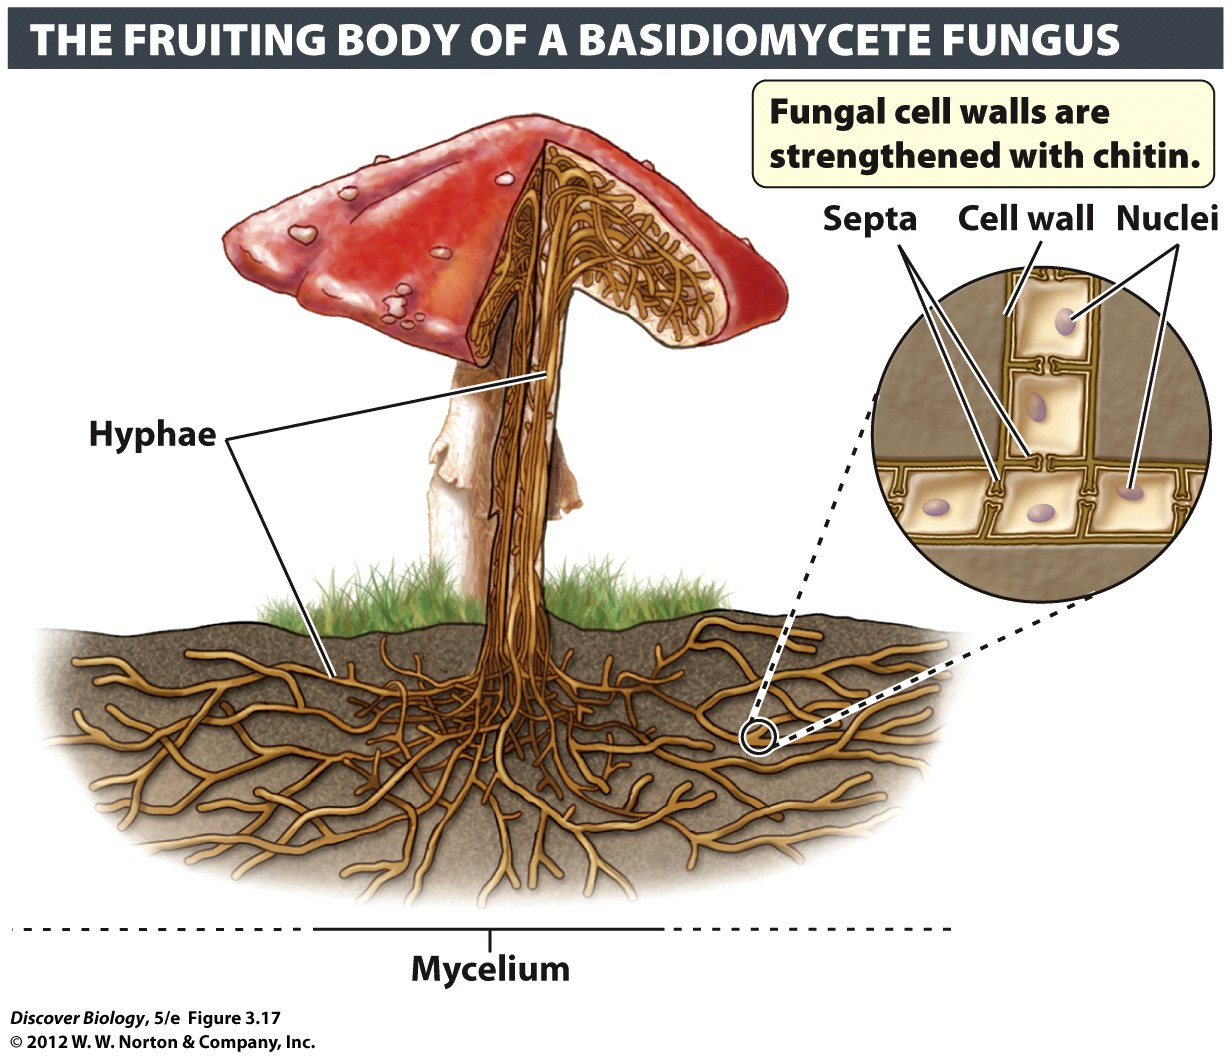 THE FRUITING BODY OF A BASIDIOMYCETE FUNGUS
Fungal cell walls are
strengthened with chitin.
Septa
Cell wall
Nuclei
Hyphae
Mycelium
Discover Biology, 5/e Figure 3.17
© 2012 W. W. Norton & Company, Inc.